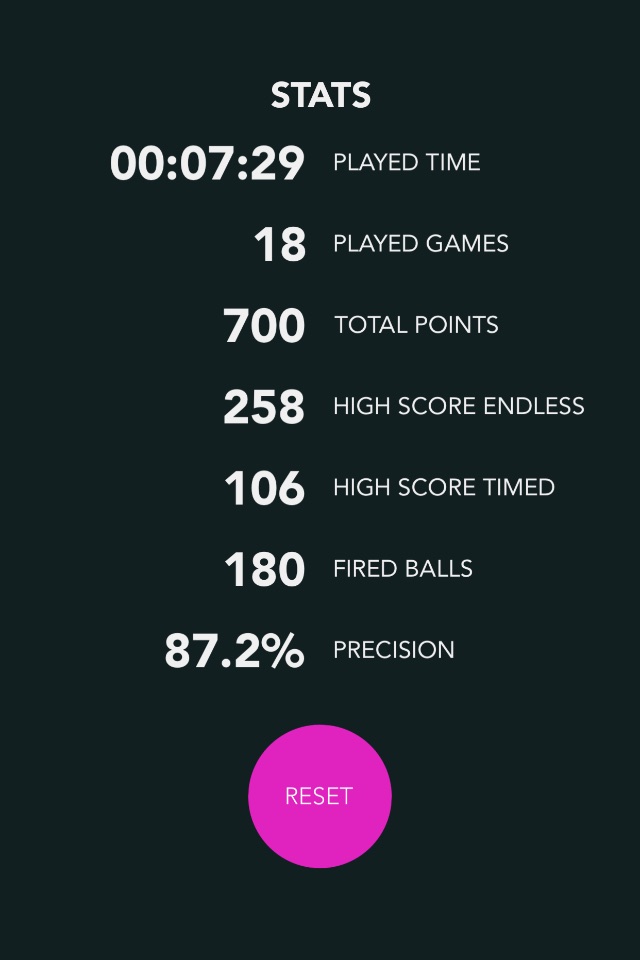 STATS
00:07:29 PLAYED TIME
18 PLAYED GAMES
700 TOTAL POINTS
258 HIGH SCORE ENDLESS
106 HIGH SCORE TIMED
180 FIRED BALLS
87.2% PRECISION
RESET